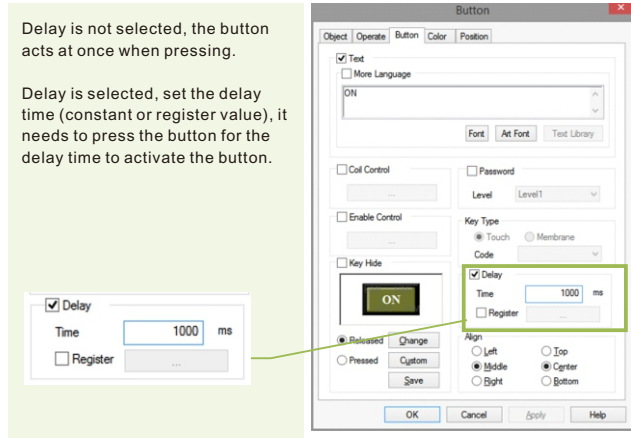 Delay is not selected, the button
acts at once when pressing.
Delay is selected, set the delay
time (constant or register value), it
needs to press the button for the
delay time to activate the button.
Delay
Time 1000 ms
Register ...
Button
Object Operate Button Color Position
Text
More Language
ON
Font Art Font Text Library
Coil Control
...
Password
Level Level1
Enable Control
...
Key Type
Touch Membrane
Code
Key Hide
ON
Delay
Time 1000 ms
Register ...
Released Change
Pressed Custom
Save
Align
Left Top
Middle Center
Right Bottom
OK Cancel Apply Help